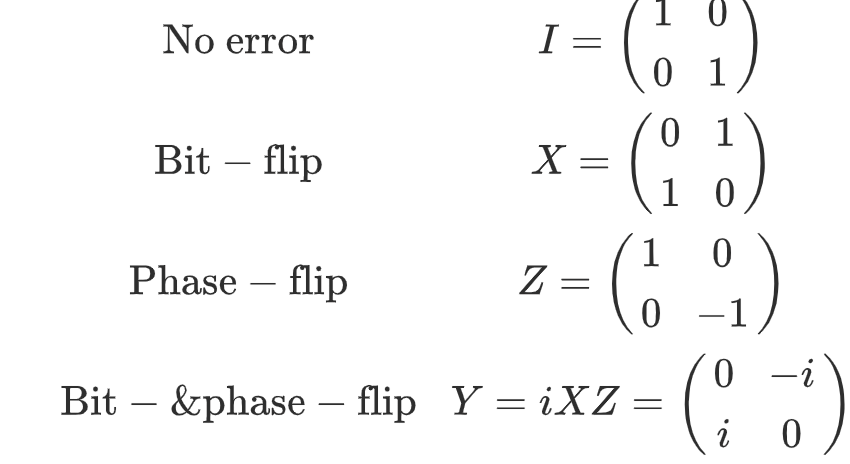 No error I = ( 1 0 0 1 )
Bit − flip X = ( 0 1 1 0 )
Phase − flip Z = ( 1 0 0 −1 )
Bit − &phase − flip Y = iXZ = ( 0 −i i 0 )